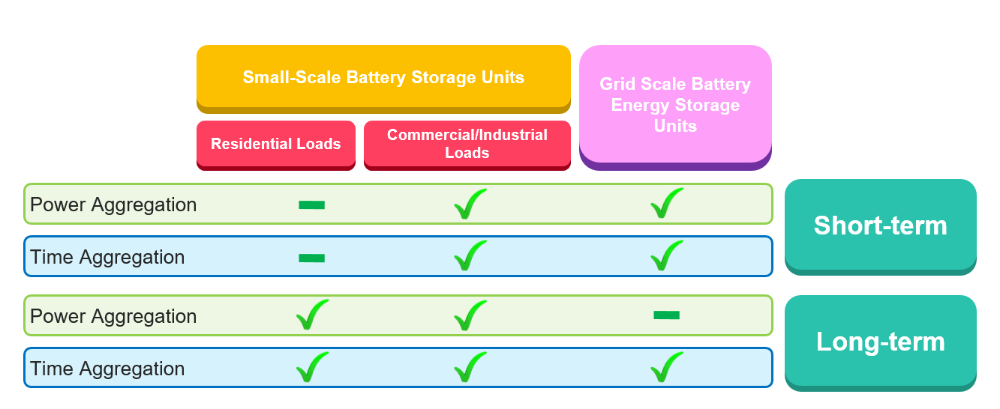 Small-Scale Battery Storage Units
Grid Scale Battery
Energy Storage
Units
Residential Loads
Commercial/Industrial
Loads
Power Aggregation
Time Aggregation
Short-term
Power Aggregation
Time Aggregation
Long-term